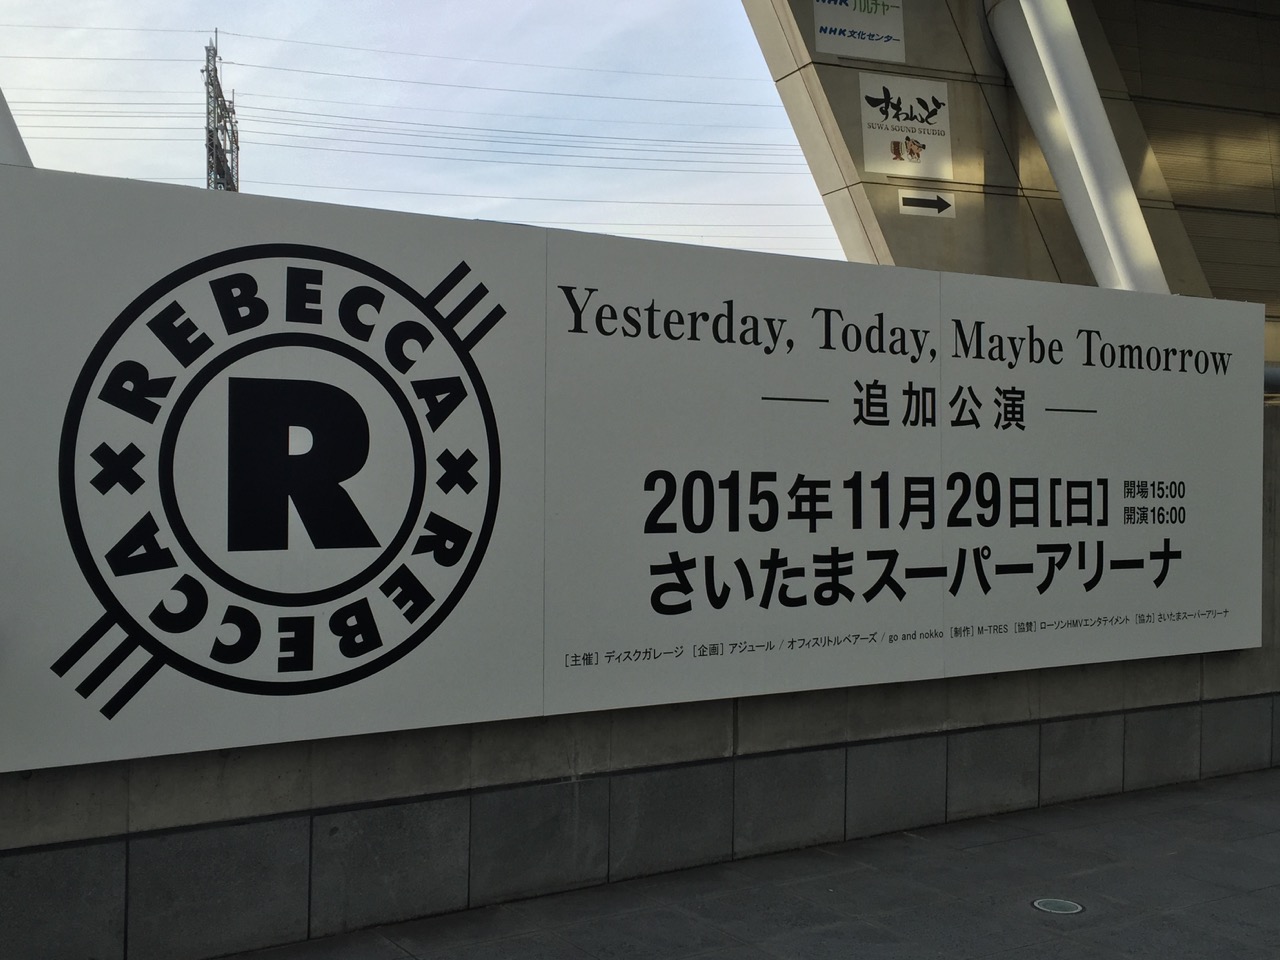 NHK カルチャー
NHK文化センター
すわんど
SUWA SOUND STUDIO
REBECCA×REBECCA×
R
Yesterday, Today, Maybe Tomorrow
― 追加公演 ―
2015年11月29日[日] 開場15:00
開演16:00
さいたまスーパーアリーナ
[主催] ディスクガレージ [企画] アジュール / オフィスリトルベアーズ / go and nokko [制作] M-TRES [協賛] ローソンHMVエンタテイメント [協力] さいたまスーパーアリーナ